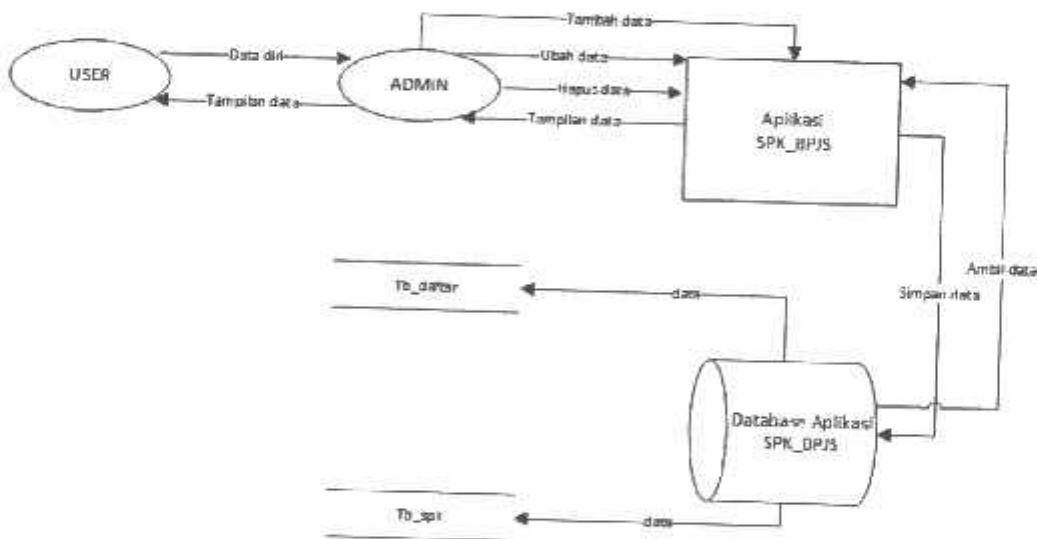 Tambah data
USER
Data diri
ADMIN
Ubah data
Hapus data
Tampilan data
Tampilan data
Aplikasi
SPK_BPJS
Tb_daftar
data
Ambil data
Simpan data
Database Aplikasi
SPK_BPJS
Tb_spk
data